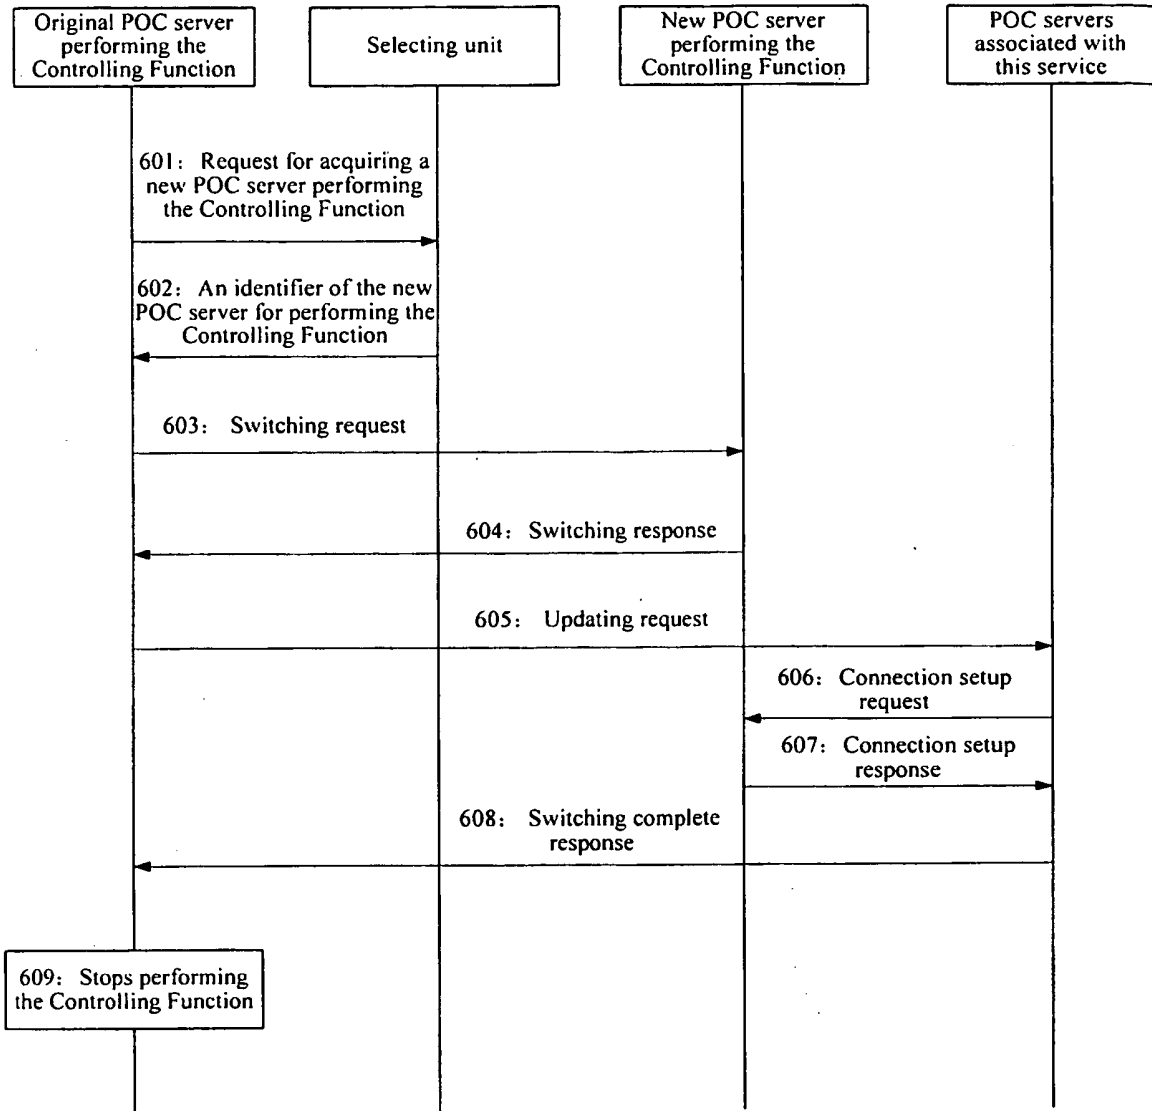 Original POC server
performing the
Controlling Function
Selecting unit
New POC server
performing the
Controlling Function
POC servers
associated with
this service
601: Request for acquiring a
new POC server performing
the Controlling Function
602: An identifier of the new
POC server for performing the
Controlling Function
603: Switching request
604: Switching response
605: Updating request
606: Connection setup
request
607: Connection setup
response
608: Switching complete
response
609: Stops performing
the Controlling Function